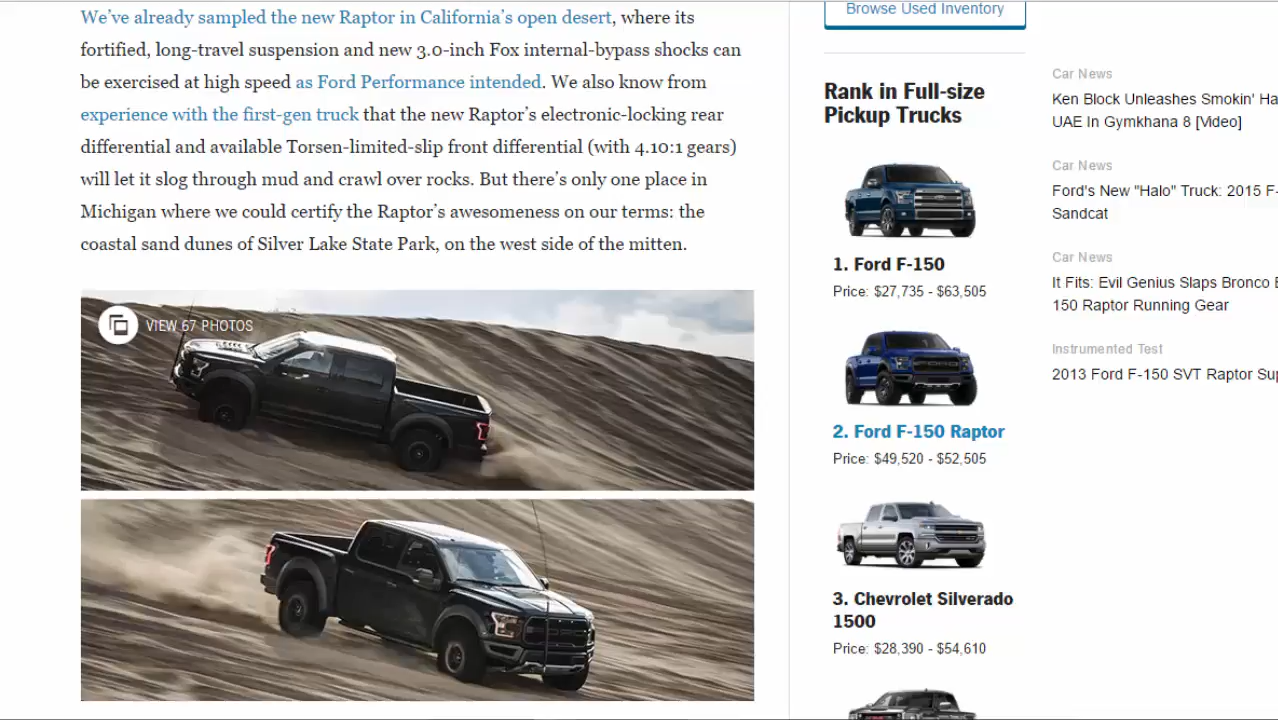 We’ve already sampled the new Raptor in California’s open desert, where its
fortified, long-travel suspension and new 3.0-inch Fox internal-bypass shocks can
be exercised at high speed as Ford Performance intended. We also know from
experience with the first-gen truck that the new Raptor’s electronic-locking rear
differential and available Torsen-limited-slip front differential (with 4.10:1 gears)
will let it slog through mud and crawl over rocks. But there’s only one place in
Michigan where we could certify the Raptor’s awesomeness on our terms: the
coastal sand dunes of Silver Lake State Park, on the west side of the mitten.
VIEW 67 PHOTOS
Browse Used Inventory
Rank in Full-size
Pickup Trucks
1. Ford F-150
Price: $27,735 - $63,505
2. Ford F-150 Raptor
Price: $49,520 - $52,505
3. Chevrolet Silverado
1500
Price: $28,390 - $54,610
Car News
Ken Block Unleashes Smokin' Ha
UAE In Gymkhana 8 [Video]
Car News
Ford's New "Halo" Truck: 2015 F-
Sandcat
Car News
It Fits: Evil Genius Slaps Bronco
150 Raptor Running Gear
Instrumented Test
2013 Ford F-150 SVT Raptor Sup